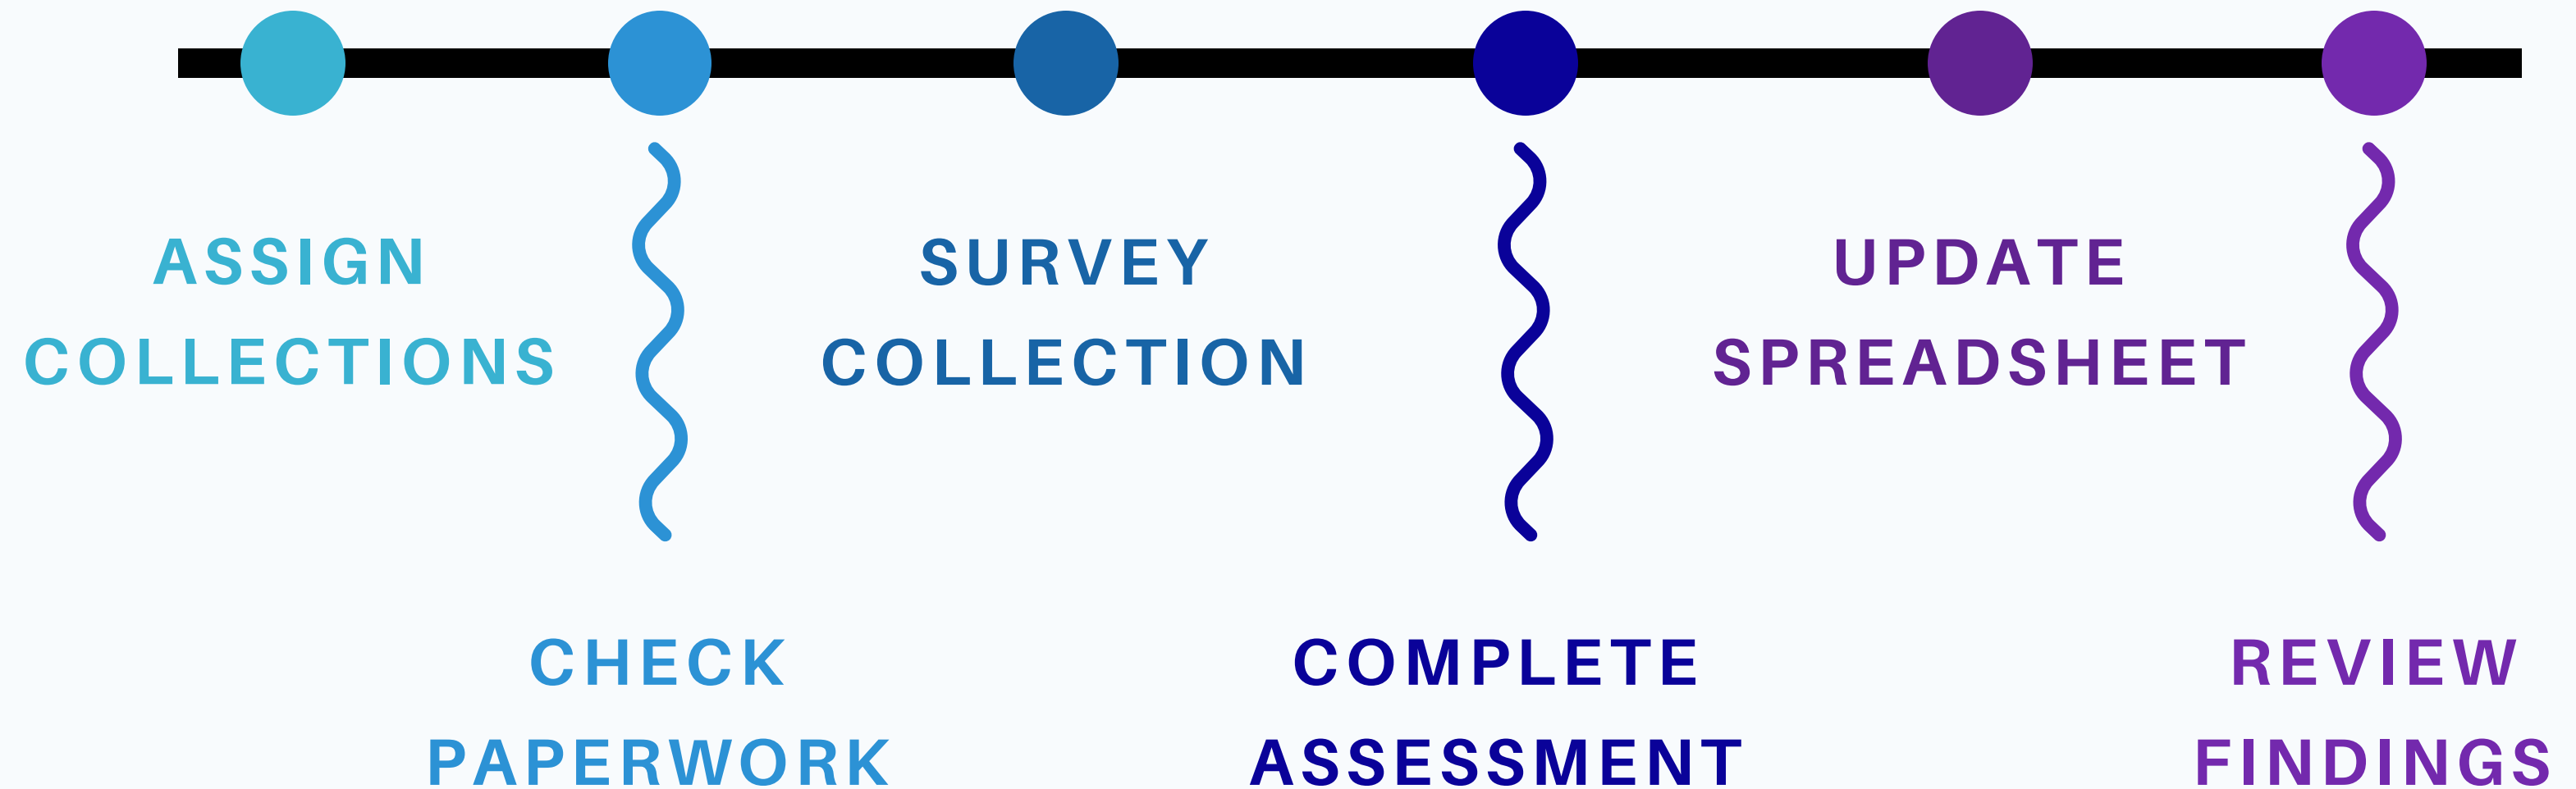 ASSIGN
COLLECTIONS
CHECK
PAPERWORK
SURVEY
COLLECTION
COMPLETE
ASSESSMENT
UPDATE
SPREADSHEET
REVIEW
FINDINGS